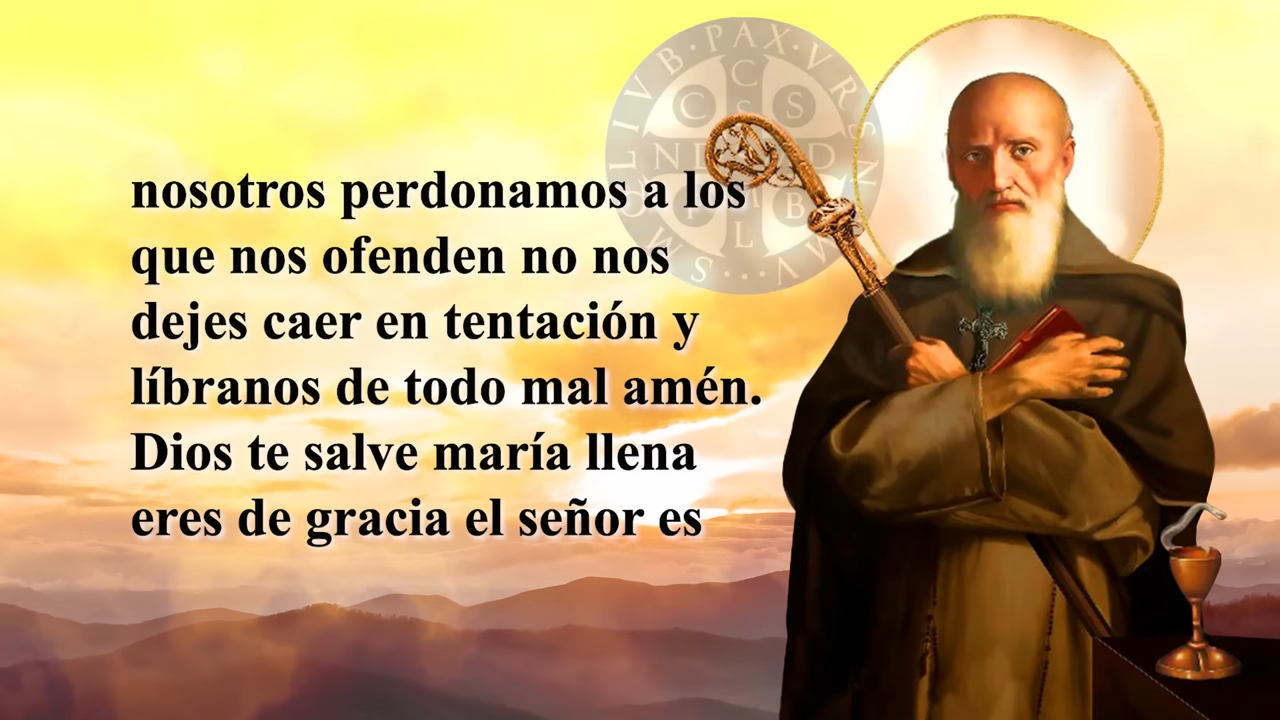 nosotros perdonamos a los
que nos ofenden no nos
dejes caer en tentación y
líbranos de todo mal amén.
Dios te salve maría llena
eres de gracia el señor es
PAX
C
C S
S
N D D
P B
L